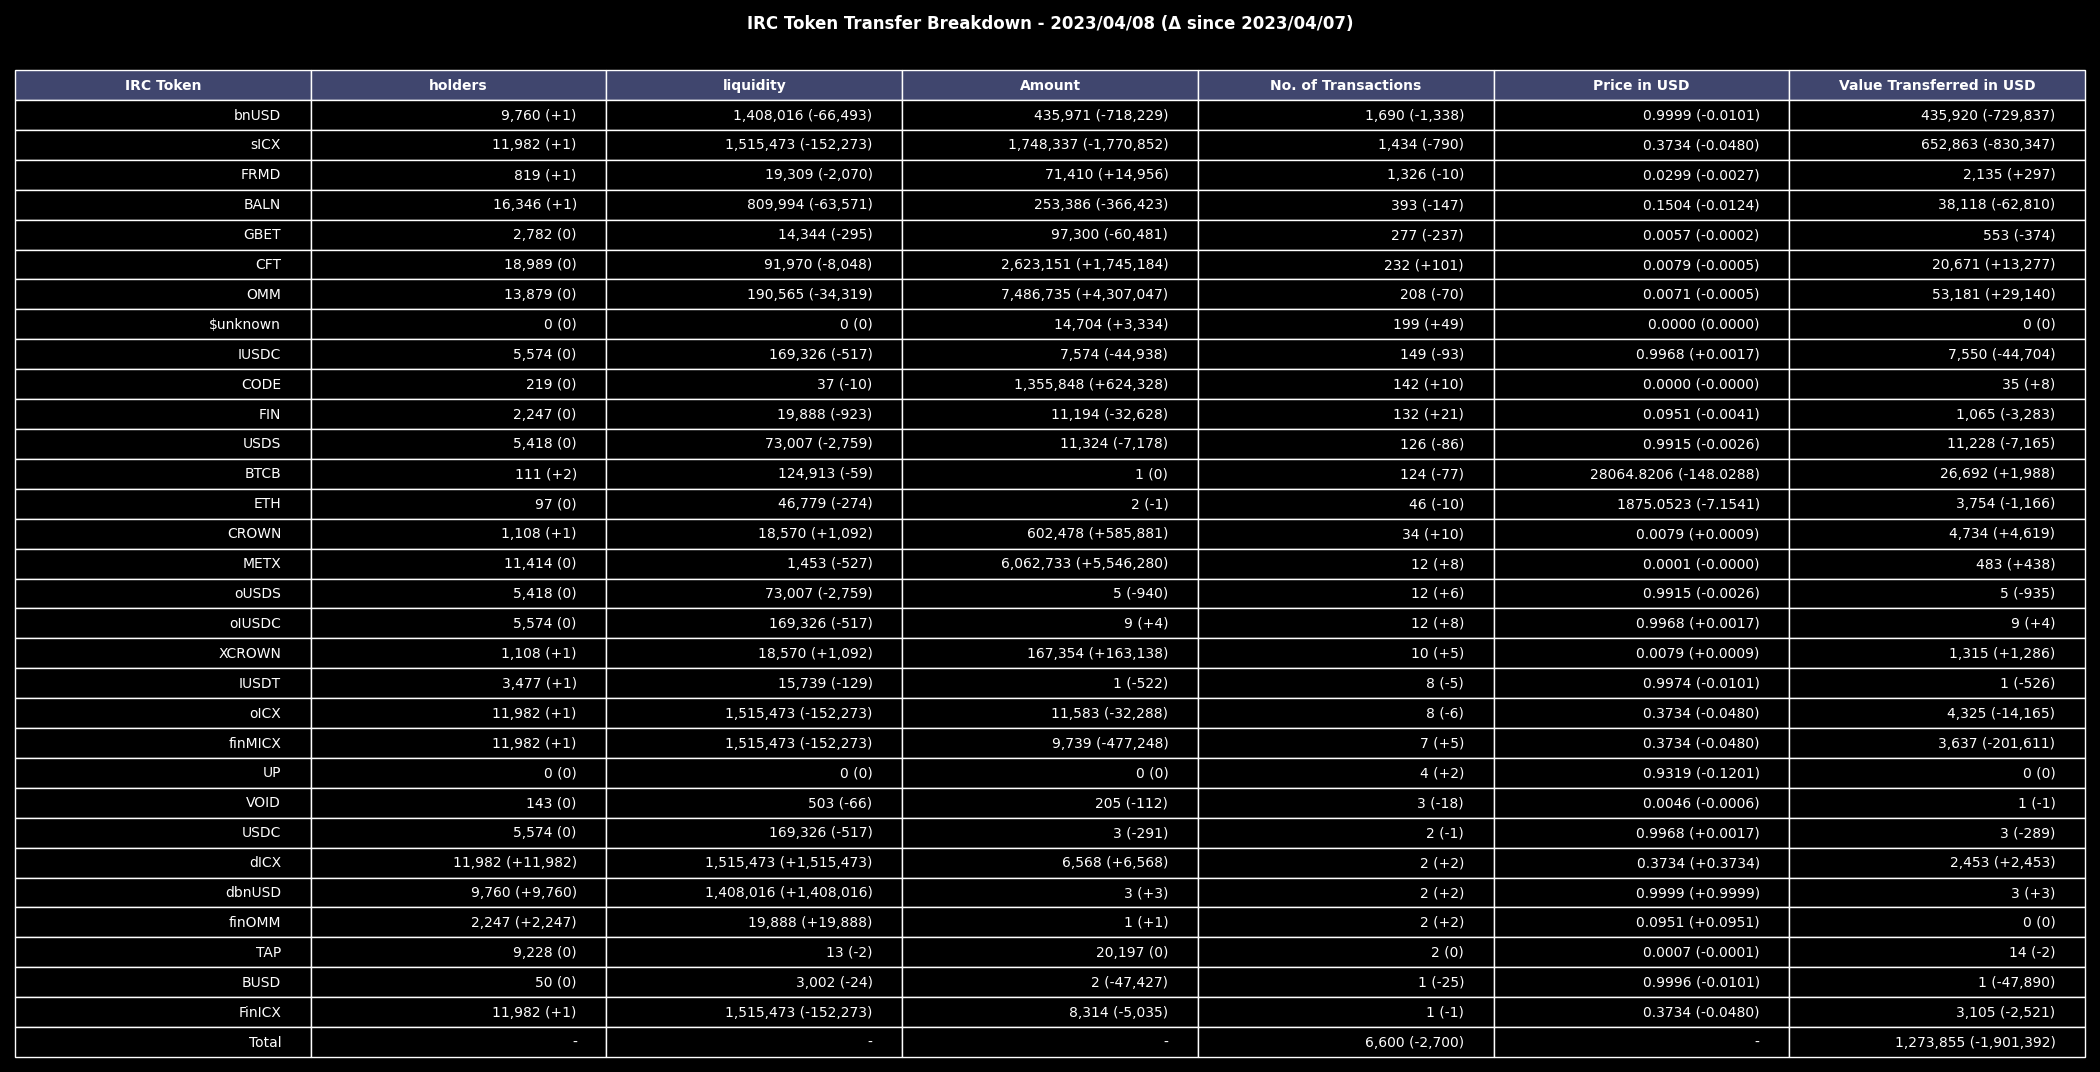 IRC Token Transfer Breakdown - 2023/04/08 (Δ since 2023/04/07)
IRC Token holders liquidity Amount No. of Transactions Price in USD Value Transferred in USD
bnUSD 9,760 (+1) 1,408,016 (-66,493) 435,971 (-718,229) 1,690 (-1,338) 0.9999 (-0.0101) 435,920 (-729,837)
sICX 11,982 (+1) 1,515,473 (-152,273) 1,748,337 (-1,770,852) 1,434 (-790) 0.3734 (-0.0480) 652,863 (-830,347)
FRMD 819 (+1) 19,309 (-2,070) 71,410 (+14,956) 1,326 (-10) 0.0299 (-0.0027) 2,135 (+297)
BALN 16,346 (+1) 809,994 (-63,571) 253,386 (-366,423) 393 (-147) 0.1504 (-0.0124) 38,118 (-62,810)
GBET 2,782 (0) 14,344 (-295) 97,300 (-60,481) 277 (-237) 0.0057 (-0.0002) 553 (-374)
CFT 18,989 (0) 91,970 (-8,048) 2,623,151 (+1,745,184) 232 (+101) 0.0079 (-0.0005) 20,671 (+13,277)
OMM 13,879 (0) 190,565 (-34,319) 7,486,735 (+4,307,047) 208 (-70) 0.0071 (-0.0005) 53,181 (+29,140)
$unknown 0 (0) 0 (0) 14,704 (+3,334) 199 (+49) 0.0000 (0.0000) 0 (0)
IUSDC 5,574 (0) 169,326 (-517) 7,574 (-44,938) 149 (-93) 0.9968 (+0.0017) 7,550 (-44,704)
CODE 219 (0) 37 (-10) 1,355,848 (+624,328) 142 (+10) 0.0000 (-0.0000) 35 (+8)
FIN 2,247 (0) 19,888 (-923) 11,194 (-32,628) 132 (+21) 0.0951 (-0.0041) 1,065 (-3,283)
USDS 5,418 (0) 73,007 (-2,759) 11,324 (-7,178) 126 (-86) 0.9915 (-0.0026) 11,228 (-7,165)
BTCB 111 (+2) 124,913 (-59) 1 (0) 124 (-77) 28064.8206 (-148.0288) 26,692 (+1,988)
ETH 97 (0) 46,779 (-274) 2 (-1) 46 (-10) 1875.0523 (-7.1541) 3,754 (-1,166)
CROWN 1,108 (+1) 18,570 (+1,092) 602,478 (+585,881) 34 (+10) 0.0079 (+0.0009) 4,734 (+4,619)
METX 11,414 (0) 1,453 (-527) 6,062,733 (+5,546,280) 12 (+8) 0.0001 (-0.0000) 483 (+438)
oUSDS 5,418 (0) 73,007 (-2,759) 5 (-940) 12 (+6) 0.9915 (-0.0026) 5 (-935)
oIUSDC 5,574 (0) 169,326 (-517) 9 (+4) 12 (+8) 0.9968 (+0.0017) 9 (+4)
XCROWN 1,108 (+1) 18,570 (+1,092) 167,354 (+163,138) 10 (+5) 0.0079 (+0.0009) 1,315 (+1,286)
IUSDT 3,477 (+1) 15,739 (-129) 1 (-522) 8 (-5) 0.9974 (-0.0101) 1 (-526)
oICX 11,982 (+1) 1,515,473 (-152,273) 11,583 (-32,288) 8 (-6) 0.3734 (-0.0480) 4,325 (-14,165)
finMICX 11,982 (+1) 1,515,473 (-152,273) 9,739 (-477,248) 7 (+5) 0.3734 (-0.0480) 3,637 (-201,611)
UP 0 (0) 0 (0) 0 (0) 4 (+2) 0.9319 (-0.1201) 0 (0)
VOID 143 (0) 503 (-66) 205 (-112) 3 (-18) 0.0046 (-0.0006) 1 (-1)
USDC 5,574 (0) 169,326 (-517) 3 (-291) 2 (-1) 0.9968 (+0.0017) 3 (-289)
dICX 11,982 (+11,982) 1,515,473 (+1,515,473) 6,568 (+6,568) 2 (+2) 0.3734 (+0.3734) 2,453 (+2,453)
dbnUSD 9,760 (+9,760) 1,408,016 (+1,408,016) 3 (+3) 2 (+2) 0.9999 (+0.9999) 3 (+3)
finOMM 2,247 (+2,247) 19,888 (+19,888) 1 (+1) 2 (+2) 0.0951 (+0.0951) 0 (0)
TAP 9,228 (0) 13 (-2) 20,197 (0) 2 (0) 0.0007 (-0.0001) 14 (-2)
BUSD 50 (0) 3,002 (-24) 2 (-47,427) 1 (-25) 0.9996 (-0.0101) 1 (-47,890)
FinICX 11,982 (+1) 1,515,473 (-152,273) 8,314 (-5,035) 1 (-1) 0.3734 (-0.0480) 3,105 (-2,521)
Total - - - 6,600 (-2,700) - 1,273,855 (-1,901,392)